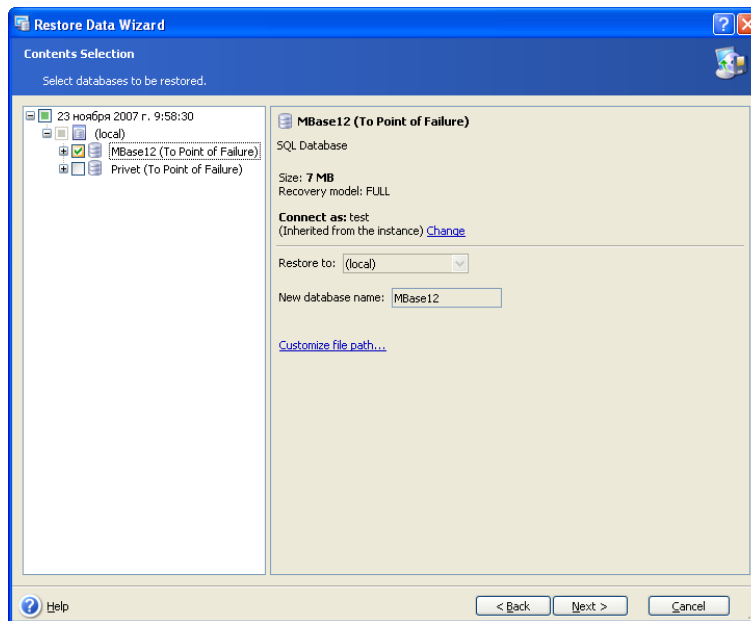 Restore Data Wizard
Contents Selection
Select databases to be restored.
23 ноября 2007 г. 9:58:30
(local)
MBase12 (To Point of Failure)
Privet (To Point of Failure)
MBase12 (To Point of Failure)
SQL Database
Size: 7 MB
Recovery model: FULL
Connect as: test
(Inherited from the instance) Change
Restore to: (local)
New database name: MBase12
Customize file path...
Help
< Back
Next >
Cancel